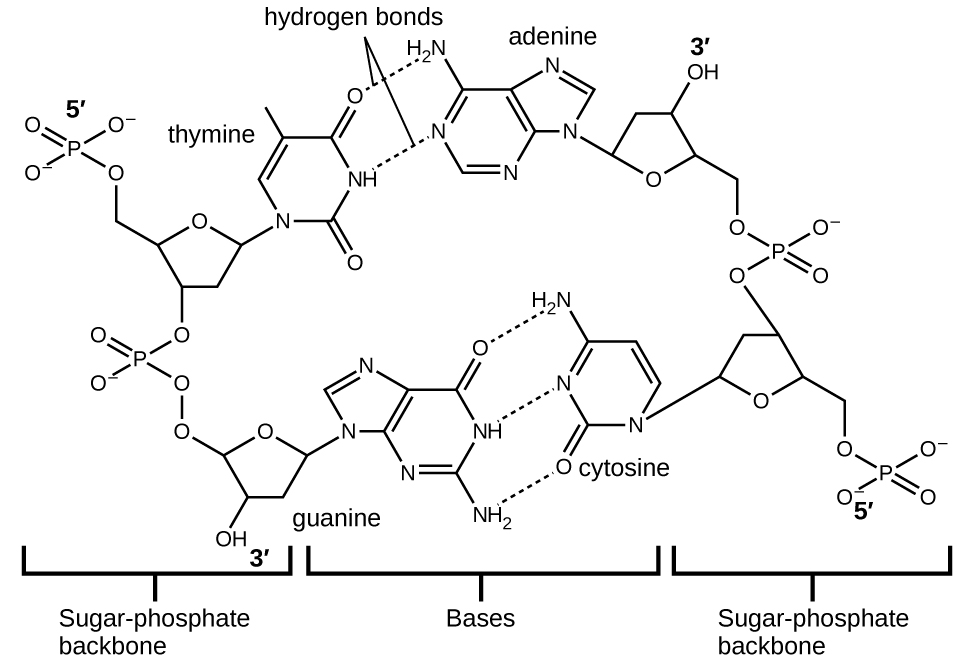 hydrogen bonds
adenine
H2N
N
3′
OH
5′
O
O−
P
O−
O
thymine
O
N
N
NH
N
N
O
O
N
O
O
O
P
O−
O
O
O
P
O−
O
O
O
H2N
O
N
N
NH
N
N
N
O
O
N
O
O
P
O−
O−
O
5′
cytosine
NH2
guanine
OH
3′
Sugar-phosphate
backbone
Bases
Sugar-phosphate
backbone